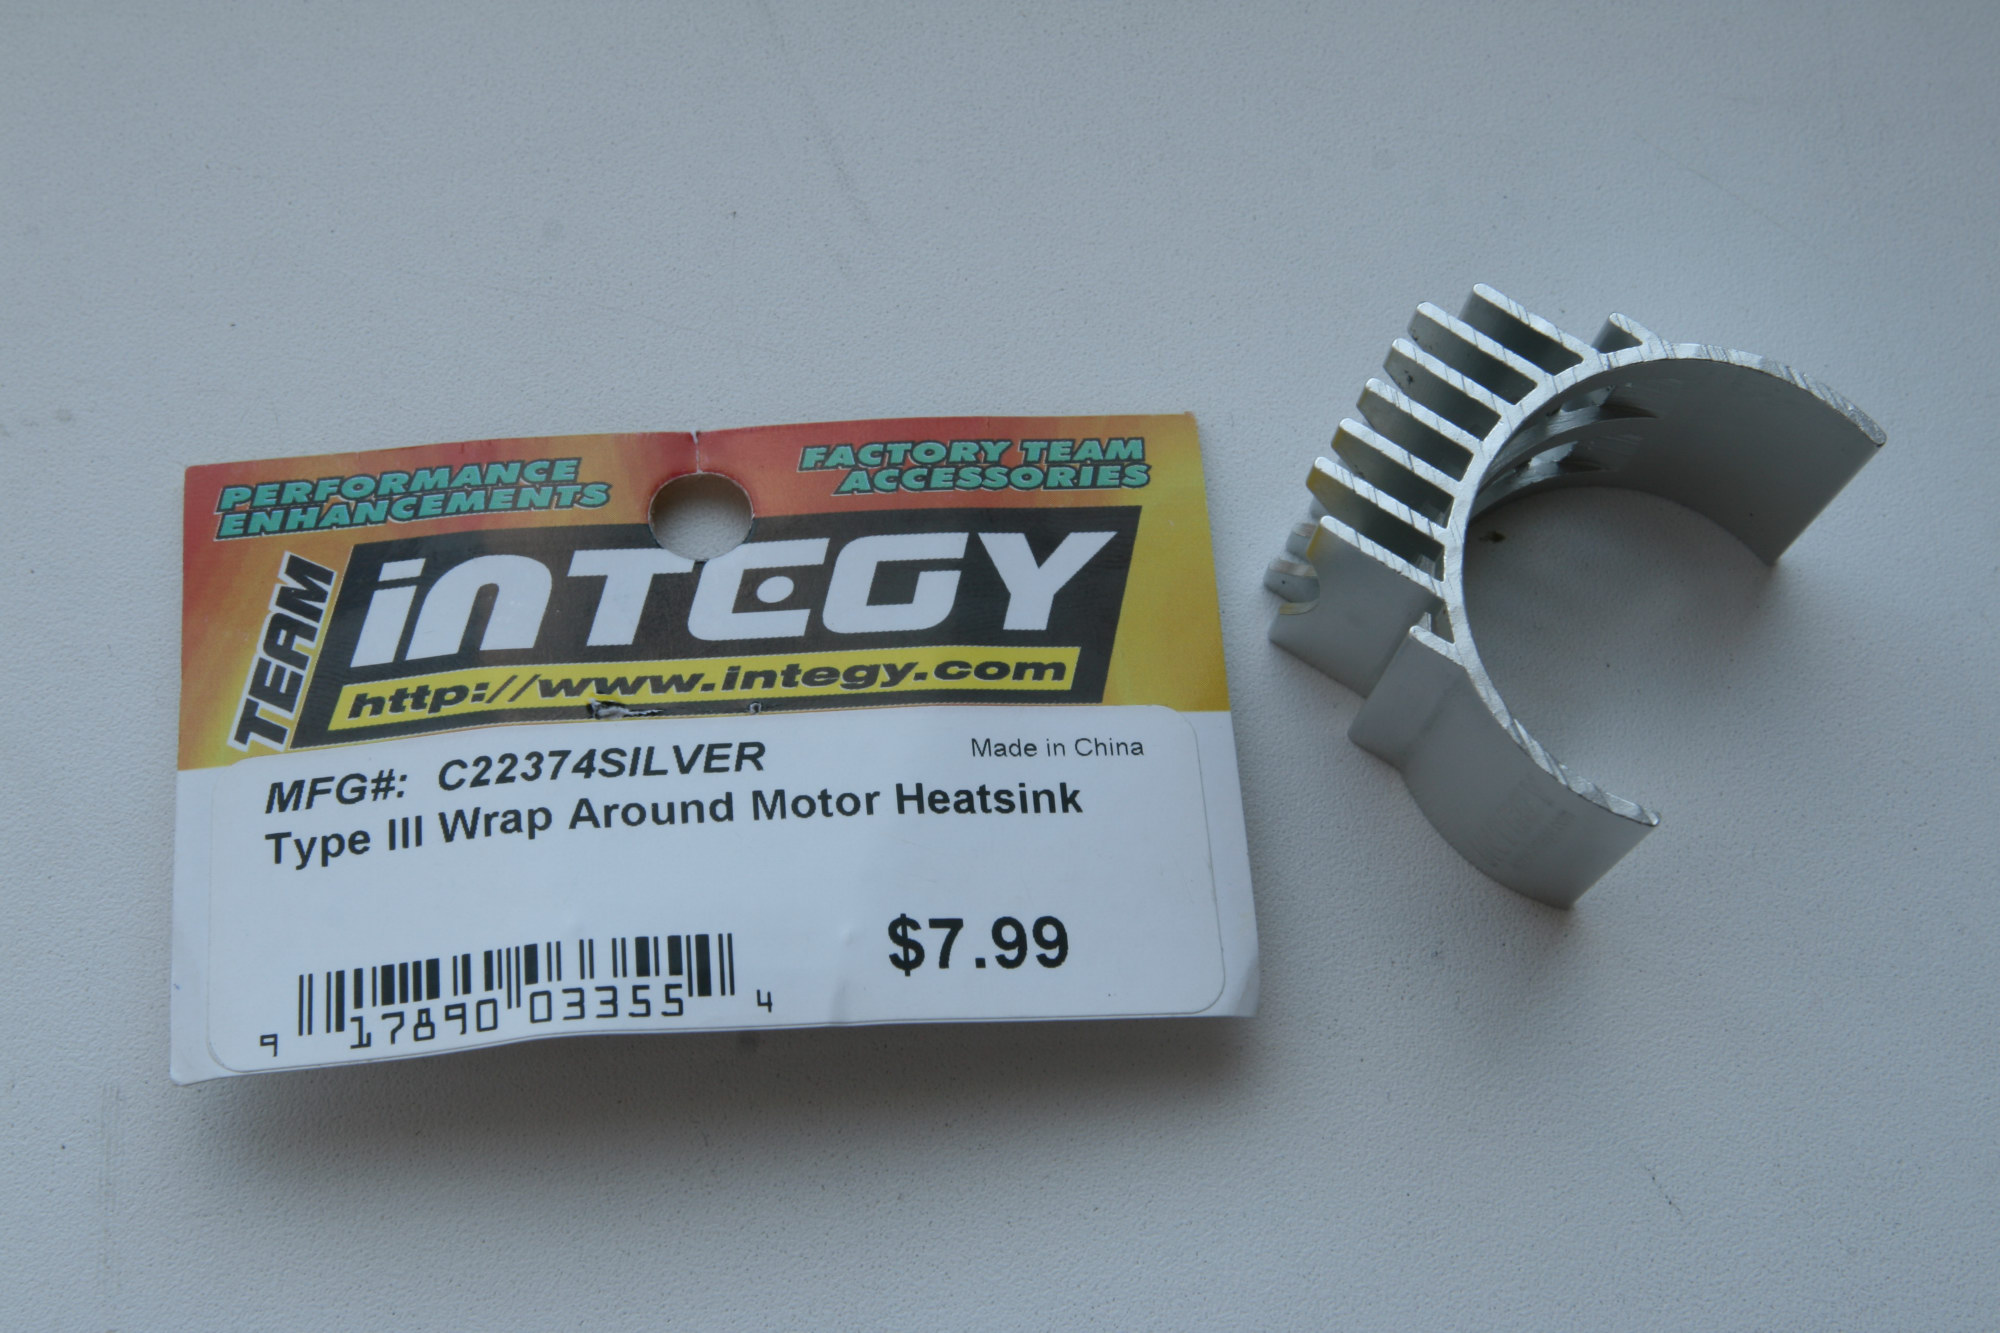 PERFORMANCE
ENHANCEMENTS
FACTORY TEAM
ACCESSORIES
TEAM
iNTEGY
http://www.integy.com
MFG#: C22374SILVER
Made in China
Type III Wrap Around Motor Heatsink
$7.99
9 17890 03355 4